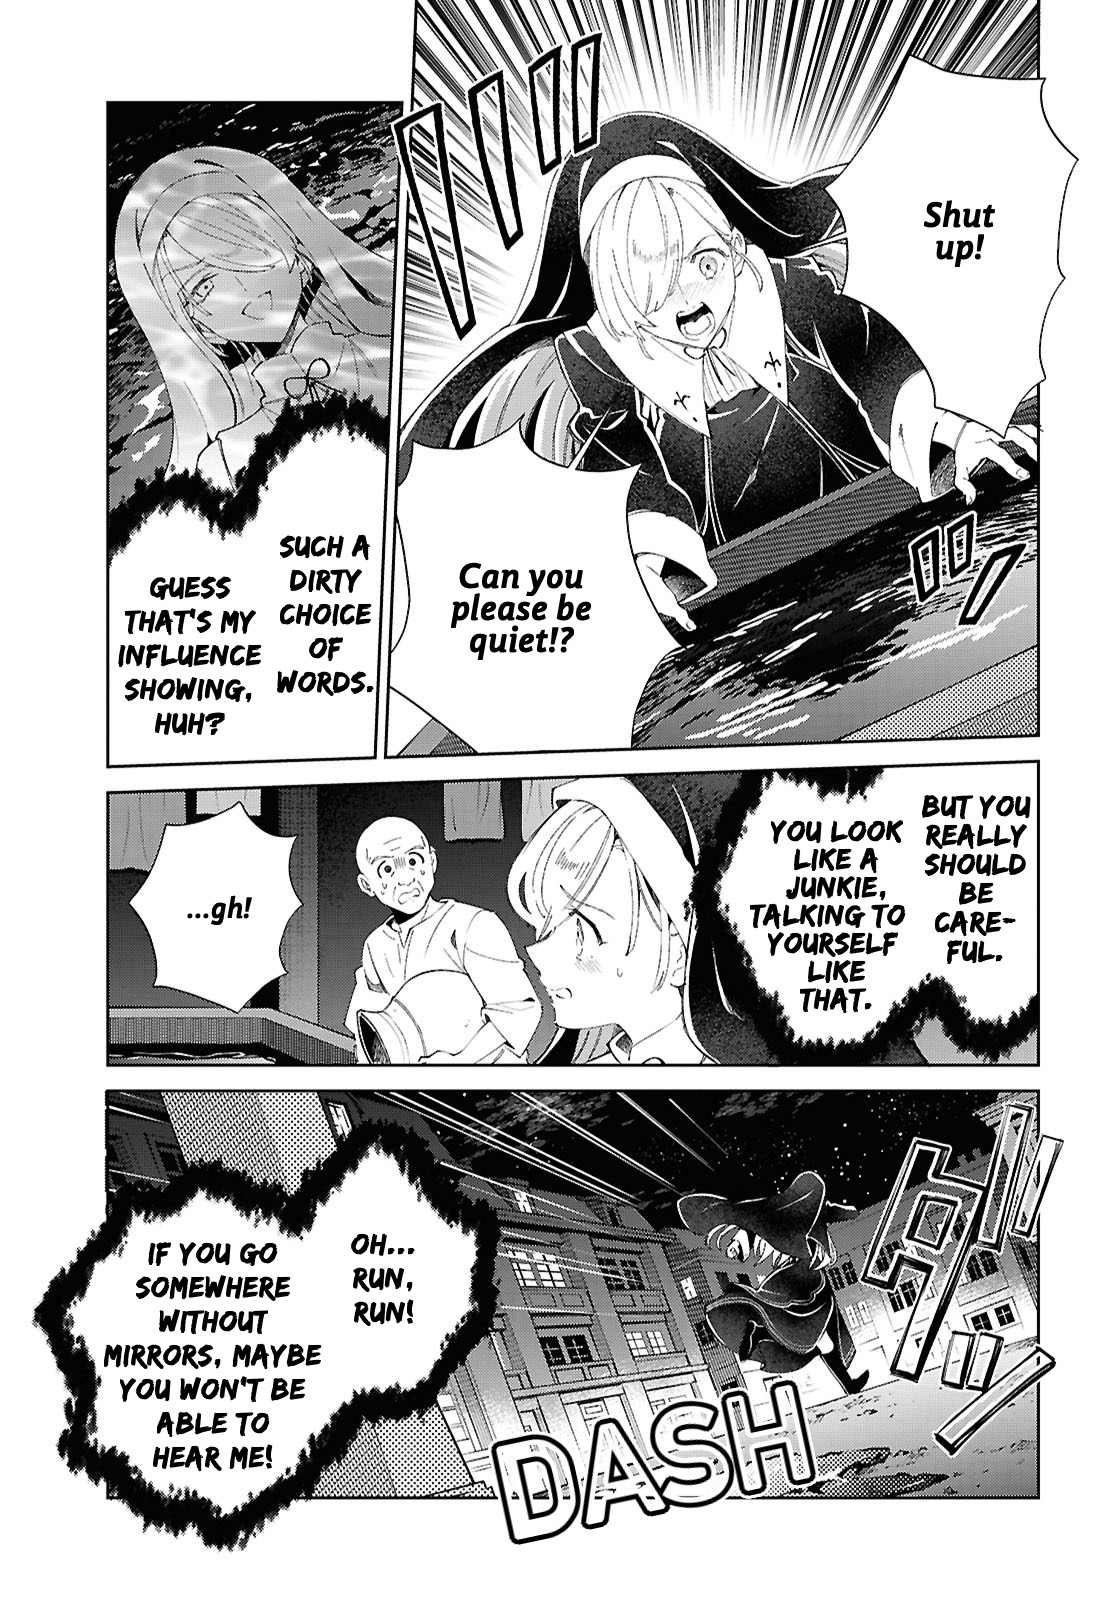 Shut
up!
Can you
please be
quiet!?
SUCH A
DIRTY
CHOICE
OF
WORDS.
GUESS
THAT'S MY
INFLUENCE
SHOWING,
HUH?
BUT YOU
REALLY
SHOULD
BE
CARE-
FUL.
YOU LOOK
LIKE A
JUNKIE,
TALKING TO
YOURSELF
LIKE
THAT.
...gh!
OH...
RUN,
RUN!
IF YOU GO
SOMEWHERE
WITHOUT
MIRRORS, MAYBE
YOU WON'T BE
ABLE TO
HEAR ME!
ダッ
DASH